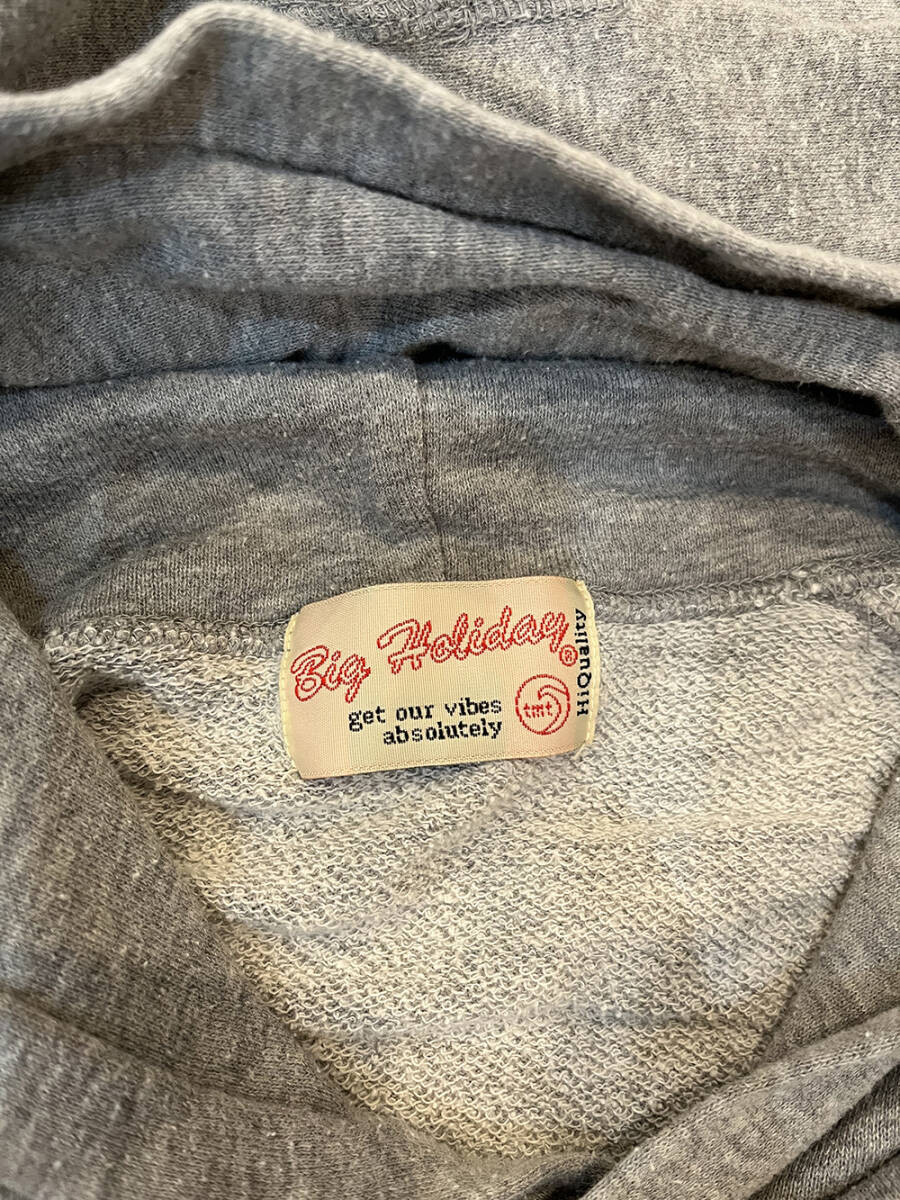 Big Holiday®
get our vibes
absolutely
tmt
HiQuality